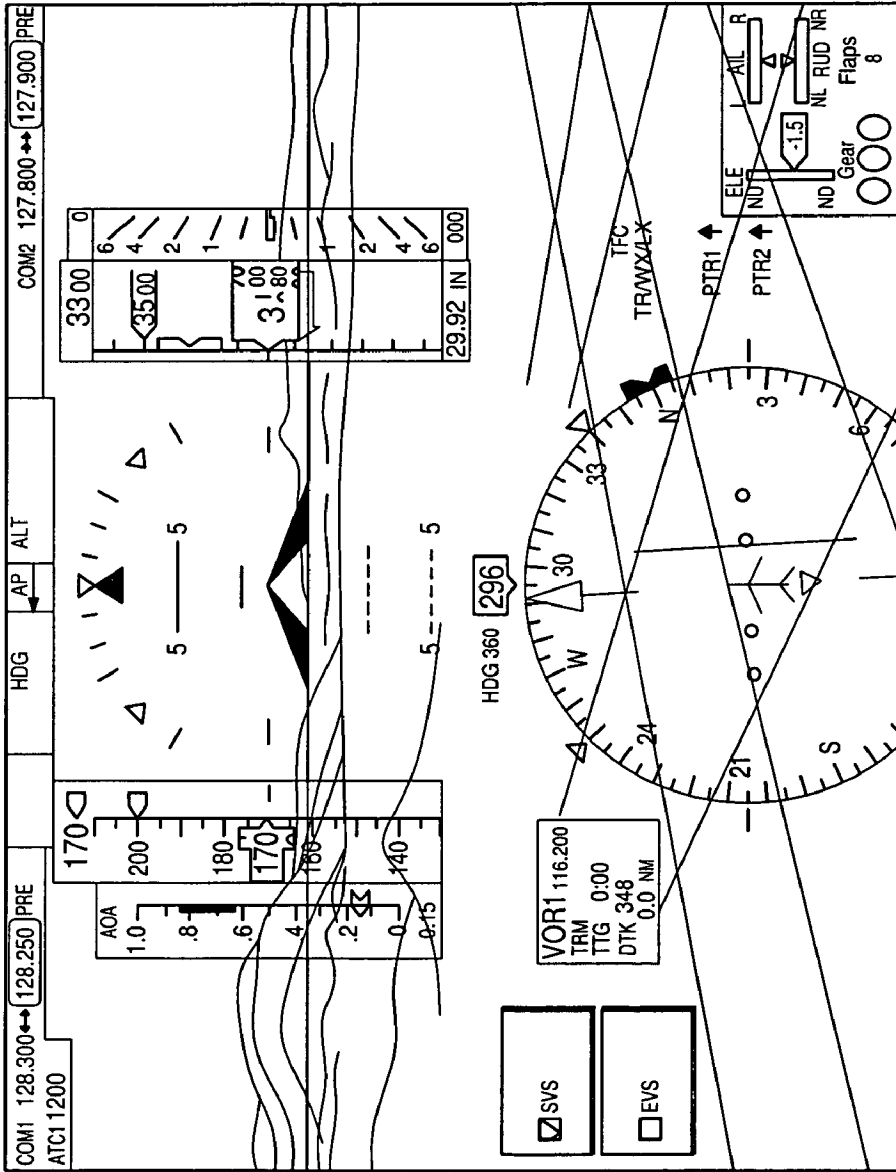 COM1 128.300↔128.250 PRE
HDG AP ALT
COM2 127.800↔127.900 PRE
ATC1 1200
AOA
1.0
.8
.6
.4
.2
0
0.15
170
200
180
170
160
140
5 5
5 5
3300
3500
29.92 IN
0
6
4
2
1
1
2
4
6
000
SVS
EVS
VOR1 116.200
TRM
TTG 0:00
DTK 348
0.0 NM
HDG 360
296
21
24
W
30
33
N
3
6
S
TFC
TR/WX/LX
PTR1
PTR2
ELE
NU
ND
-1.5
L AIL R
NL RUD NR
Gear
Flaps
8